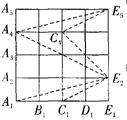 A₅ E₅
A₄ C₄
A₃
A₂ E₂
A₁ B₁ C₁ D₁ E₁